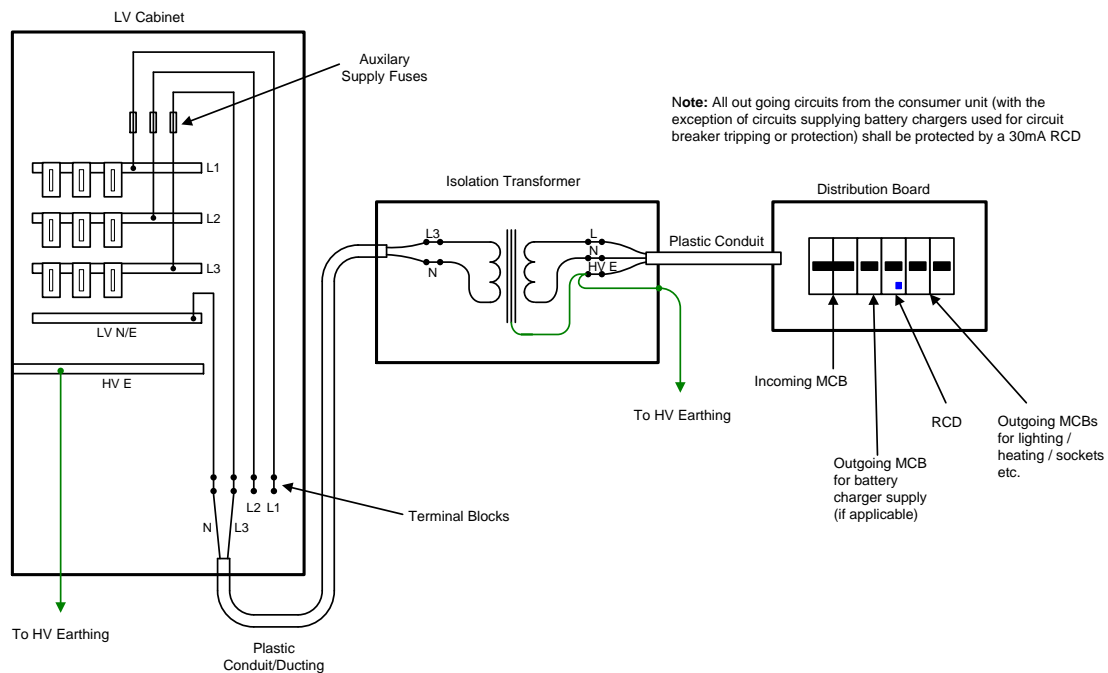 LV Cabinet
Auxilary
Supply Fuses
Note: All out going circuits from the consumer unit (with the
exception of circuits supplying battery chargers used for circuit
breaker tripping or protection) shall be protected by a 30mA RCD
L1
L2
L3
LV N/E
HV E
Isolation Transformer
L3
N
L
N
HV E
Plastic Conduit
Distribution Board
Incoming MCB
RCD
Outgoing MCBs
for lighting /
heating / sockets
etc.
Outgoing MCB
for battery
charger supply
(if applicable)
To HV Earthing
N
L3
L2
L1
Terminal Blocks
To HV Earthing
Plastic
Conduit/Ducting